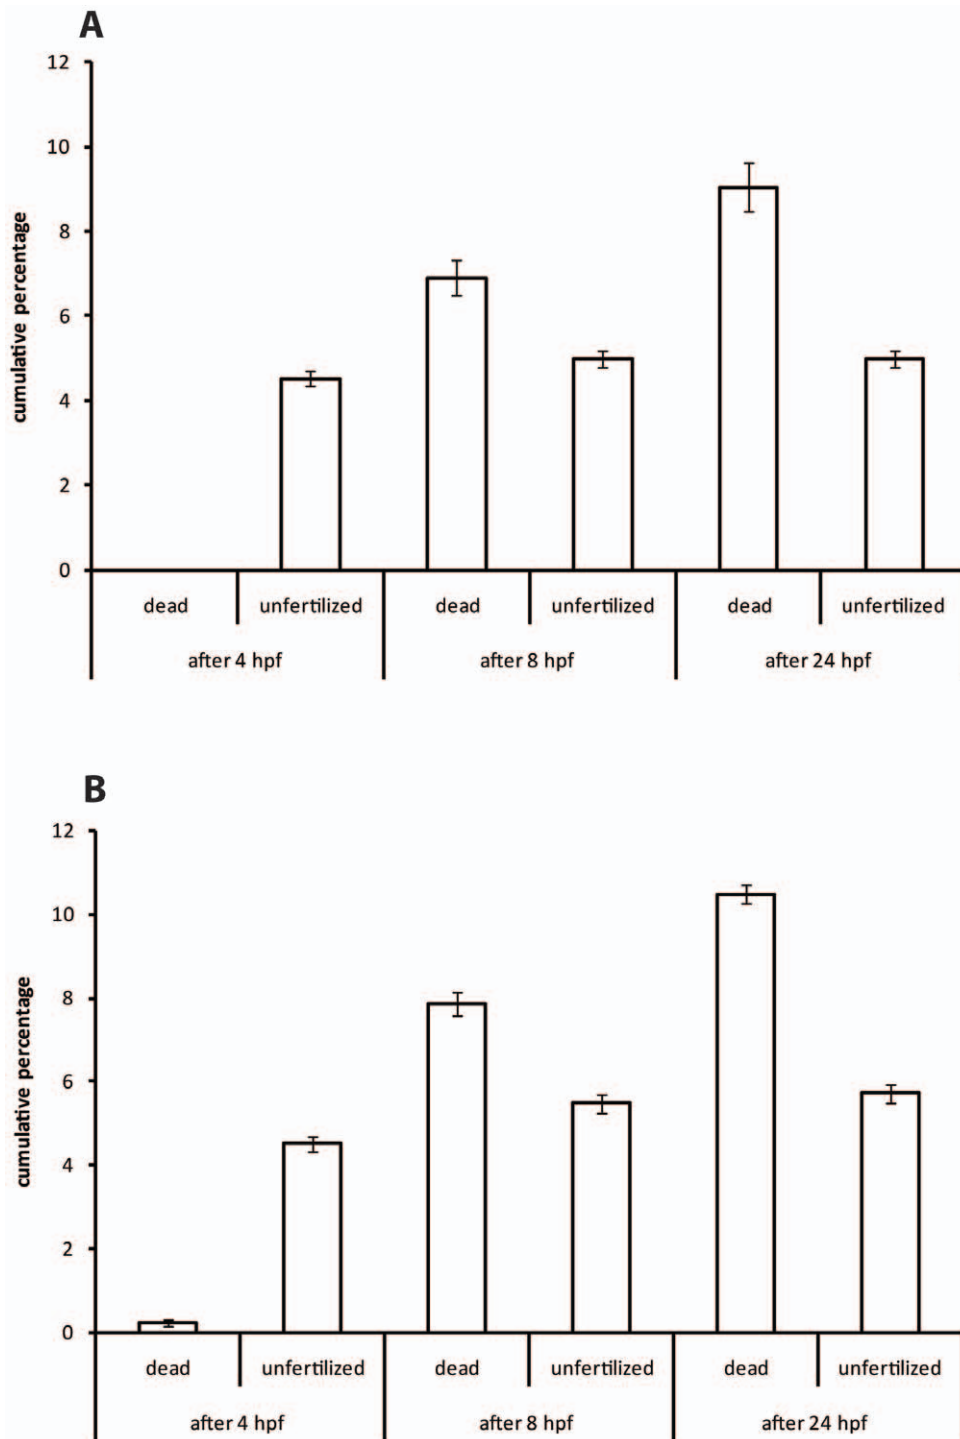 A
12
10
8
6
4
2
0
cumulative percentage
dead unfertilized dead unfertilized dead unfertilized
after 4 hpf after 8 hpf after 24 hpf
B
12
10
8
6
4
2
0
cumulative percentage
dead unfertilized dead unfertilized dead unfertilized
after 4 hpf after 8 hpf after 24 hpf